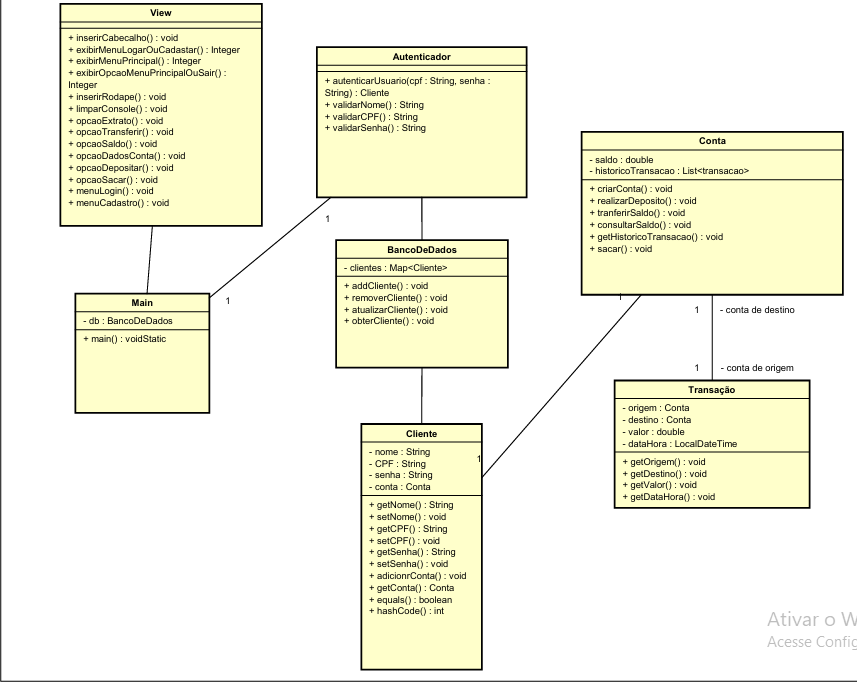 View
+ inserirCabecalho() : void
+ exibirMenuLogarOuCadastar() : Integer
+ exibirMenuPrincipal() : Integer
+ exibirOpcaoMenuPrincipalOuSair() :
Integer
+ inserirRodape() : void
+ limparConsole() : void
+ opcaoExtrato() : void
+ opcaoTransferir() : void
+ opcaoSaldo() : void
+ opcaoDadosConta() : void
+ opcaoDepositar() : void
+ opcaoSacar() : void
+ menuLogin() : void
+ menuCadastro() : void
Autenticador
+ autenticarUsuario(cpf : String, senha :
String) : Cliente
+ validarNome() : String
+ validarCPF() : String
+ validarSenha() : String
Conta
- saldo : double
- historicoTransacao : List<transacao>
+ criarConta() : void
+ realizarDeposito() : void
+ tranferirSaldo() : void
+ consultarSaldo() : void
+ getHistoricoTransacao() : void
+ sacar() : void
1
1
BancoDeDados
- clientes : Map<Cliente>
+ addCliente() : void
+ removerCliente() : void
+ atualizarCliente() : void
+ obterCliente() : void
Main
- db : BancoDeDados
+ main() : voidStatic
1
1
1 - conta de destino
1 - conta de origem
Transação
- origem : Conta
- destino : Conta
- valor : double
- dataHora : LocalDateTime
+ getOrigem() : void
+ getDestino() : void
+ getValor() : void
+ getDataHora() : void
Cliente
- nome : String
- CPF : String
- senha : String
- conta : Conta
+ getNome() : String
+ setNome() : void
+ getCPF() : String
+ setCPF() : void
+ getSenha() : String
+ setSenha() : void
+ adicionrConta() : void
+ getConta() : Conta
+ equals() : boolean
+ hashCode() : int
Ativar o W
Acesse Config